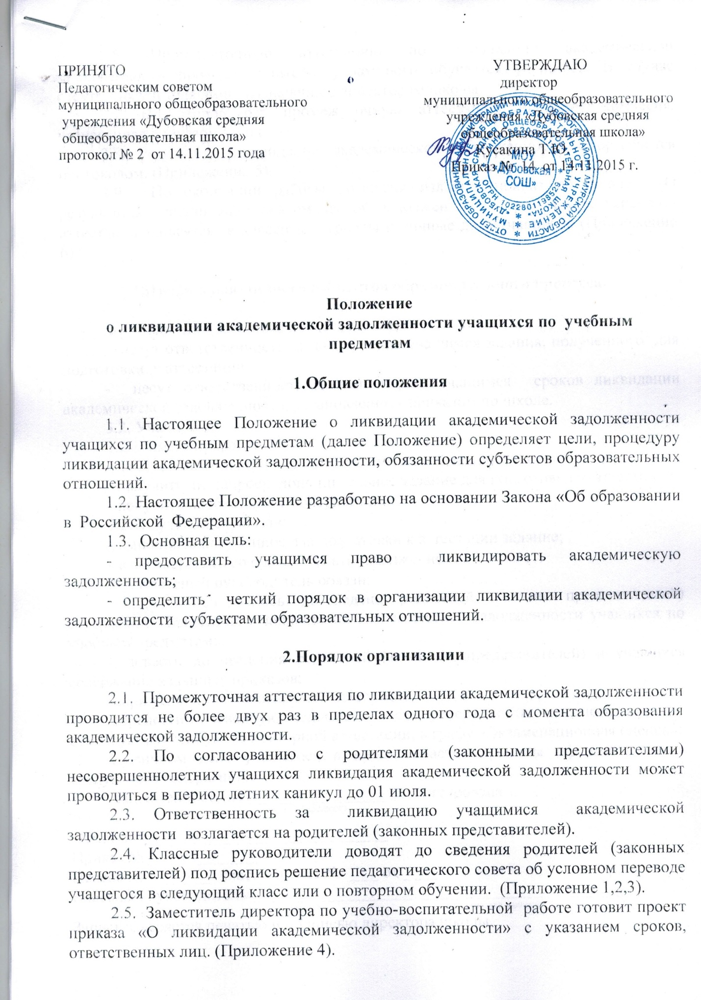 ПРИНЯТО
Педагогическим советом
муниципального общеобразовательного
учреждения «Дубовская средняя
общеобразовательная школа»
протокол № 2 от 14.11.2015 года
УТВЕРЖДАЮ
директор
муниципального общеобразовательного
учреждения «Дубовская средняя
общеобразовательная школа»
Кусакина Т.Ю.
Приказ № 14 от 14.11.2015 г.
МОУ
«Дубовская
СОШ»
ОГРН 1022801198529
Положение
о ликвидации академической задолженности учащихся по учебным
предметам
1.Общие положения
1.1. Настоящее Положение о ликвидации академической задолженности
учащихся по учебным предметам (далее Положение) определяет цели, процедуру
ликвидации академической задолженности, обязанности субъектов образовательных
отношений.
1.2. Настоящее Положение разработано на основании Закона «Об образовании
в Российской Федерации».
1.3. Основная цель:
- предоставить учащимся право ликвидировать академическую
задолженность;
- определить четкий порядок в организации ликвидации академической
задолженности субъектами образовательных отношений.
2.Порядок организации
2.1. Промежуточная аттестация по ликвидации академической задолженности
проводится не более двух раз в пределах одного года с момента образования
академической задолженности.
2.2. По согласованию с родителями (законными представителями)
несовершеннолетних учащихся ликвидация академической задолженности может
проводиться в период летних каникул до 01 июля.
2.3. Ответственность за ликвидацию учащимися академической
задолженности возлагается на родителей (законных представителей).
2.4. Классные руководители доводят до сведения родителей (законных
представителей) под роспись решение педагогического совета об условном переводе
учащегося в следующий класс или о повторном обучении. (Приложение 1,2,3).
2.5. Заместитель директора по учебно-воспитательной работе готовит проект
приказа «О ликвидации академической задолженности» с указанием сроков,
ответственных лиц. (Приложение 4).